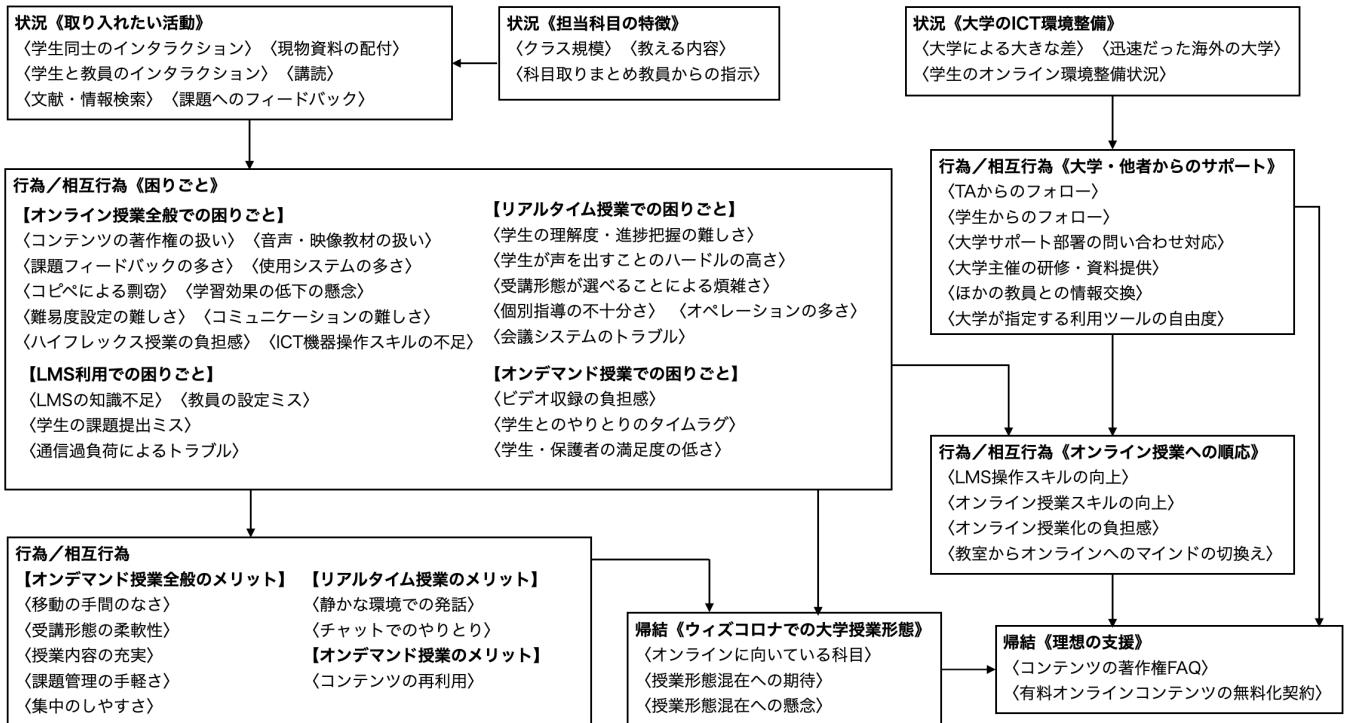 状況《取り入れたい活動》
〈学生同士のインタラクション〉〈現物資料の配付〉
〈学生と教員のインタラクション〉〈講読〉
〈文献・情報検索〉〈課題へのフィードバック〉
状況《担当科目の特徴》
〈クラス規模〉〈教える内容〉
〈科目取りまとめ教員からの指示〉
状況《大学のICT環境整備》
〈大学による大きな差〉〈迅速だった海外の大学〉
〈学生のオンライン環境整備状況〉
行為／相互行為《困りごと》
【オンライン授業全般での困りごと】
〈コンテンツの著作権の扱い〉〈音声・映像教材の扱い〉
〈課題フィードバックの多さ〉〈使用システムの多さ〉
〈コピペによる剽窃〉〈学習効果の低下の懸念〉
〈難易度設定の難しさ〉〈コミュニケーションの難しさ〉
〈ハイフレックス授業の負担感〉〈ICT機器操作スキルの不足〉
【リアルタイム授業での困りごと】
〈学生の理解度・進捗把握の難しさ〉
〈学生が声を出すことのハードルの高さ〉
〈受講形態が選べることによる煩雑さ〉
〈個別指導の不十分さ〉〈オペレーションの多さ〉
〈会議システムのトラブル〉
【LMS利用での困りごと】
〈LMSの知識不足〉〈教員の設定ミス〉
〈学生の課題提出ミス〉
〈通信過負荷によるトラブル〉
【オンデマンド授業での困りごと】
〈ビデオ収録の負担感〉
〈学生とのやりとりのタイムラグ〉
〈学生・保護者の満足度の低さ〉
行為／相互行為《大学・他者からのサポート》
〈TAからのフォロー〉
〈学生からのフォロー〉
〈大学サポート部署の問い合わせ対応〉
〈大学主催の研修・資料提供〉
〈ほかの教員との情報交換〉
〈大学が指定する利用ツールの自由度〉
行為／相互行為《オンライン授業への順応》
〈LMS操作スキルの向上〉
〈オンライン授業スキルの向上〉
〈オンライン授業化の負担感〉
〈教室からオンラインへのマインドの切換え〉
行為／相互行為
【オンデマンド授業全般のメリット】
〈移動の手間のなさ〉
〈受講形態の柔軟性〉
〈授業内容の充実〉
〈課題管理の手軽さ〉
〈集中のしやすさ〉
【リアルタイム授業のメリット】
〈静かな環境での発話〉
〈チャットでのやりとり〉
【オンデマンド授業のメリット】
〈コンテンツの再利用〉
帰結《ウィズコロナでの大学授業形態》
〈オンラインに向いている科目〉
〈授業形態混在への期待〉
〈授業形態混在への懸念〉
帰結《理想の支援》
〈コンテンツの著作権FAQ〉
〈有料オンラインコンテンツの無料化契約〉